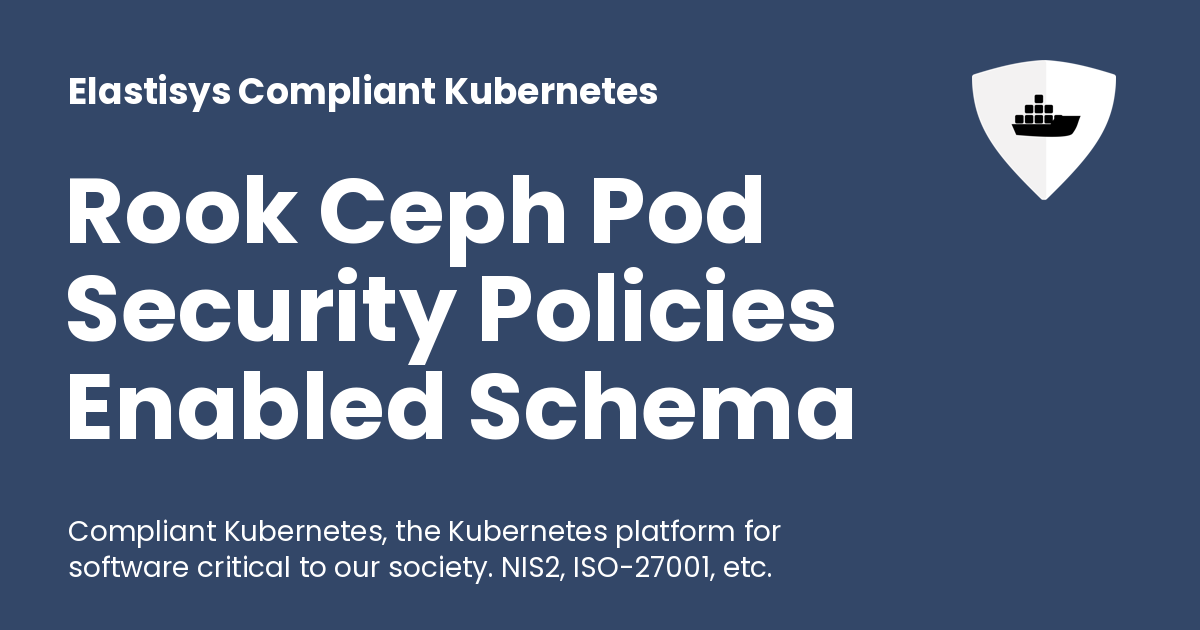 Elastisys Compliant Kubernetes
Rook Ceph Pod
Security Policies
Enabled Schema
Compliant Kubernetes, the Kubernetes platform for
software critical to our society. NIS2, ISO-27001, etc.